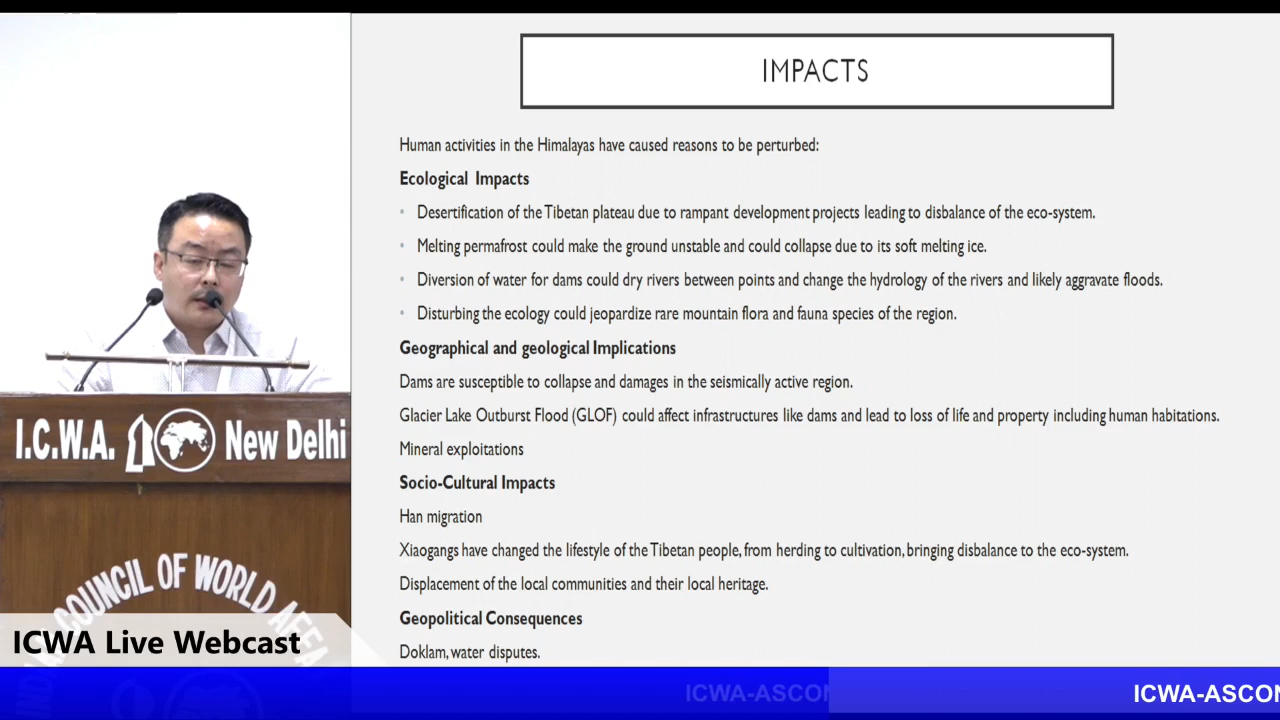 IMPACTS
Human activities in the Himalayas have caused reasons to be perturbed:
Ecological Impacts
• Desertification of the Tibetan plateau due to rampant development projects leading to disbalance of the eco-system.
• Melting permafrost could make the ground unstable and could collapse due to its soft melting ice.
• Diversion of water for dams could dry rivers between points and change the hydrology of the rivers and likely aggravate floods.
• Disturbing the ecology could jeopardize rare mountain flora and fauna species of the region.
Geographical and geological Implications
Dams are susceptible to collapse and damages in the seismically active region.
Glacier Lake Outburst Flood (GLOF) could affect infrastructures like dams and lead to loss of life and property including human habitations.
Mineral exploitations
Socio-Cultural Impacts
Han migration
Xiaogangs have changed the lifestyle of the Tibetan people, from herding to cultivation, bringing disbalance to the eco-system.
Displacement of the local communities and their local heritage.
Geopolitical Consequences
Doklam, water disputes.
I.C.W.A. New Delhi
COUNCIL OF WORLD
ICWA Live Webcast
ICWA-ASCON ICWA-ASCON